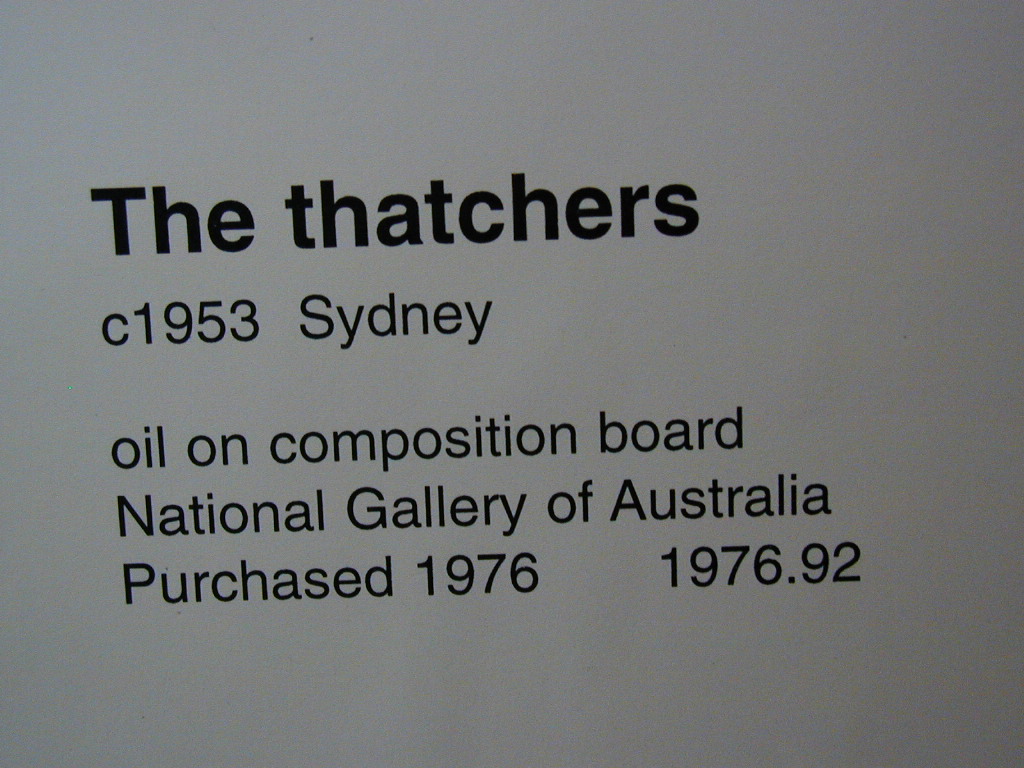 The thatchers
c1953 Sydney
oil on composition board
National Gallery of Australia
Purchased 1976 1976.92